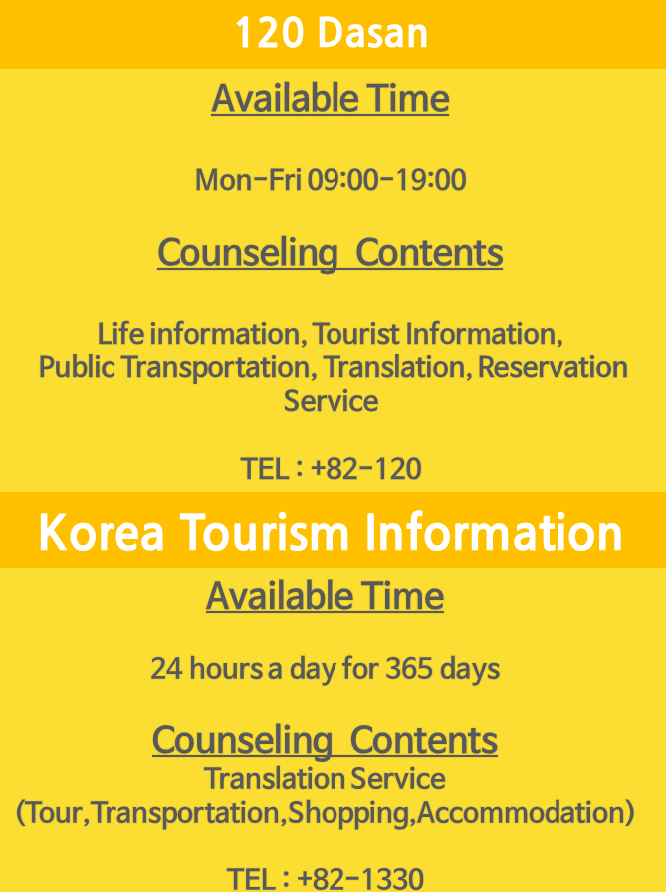 120 Dasan
Available Time
Mon-Fri 09:00-19:00
Counseling Contents
Life information, Tourist Information,
Public Transportation, Translation, Reservation
Service
TEL : +82-120
Korea Tourism Information
Available Time
24 hours a day for 365 days
Counseling Contents
Translation Service
(Tour,Transportation,Shopping,Accommodation)
TEL : +82-1330